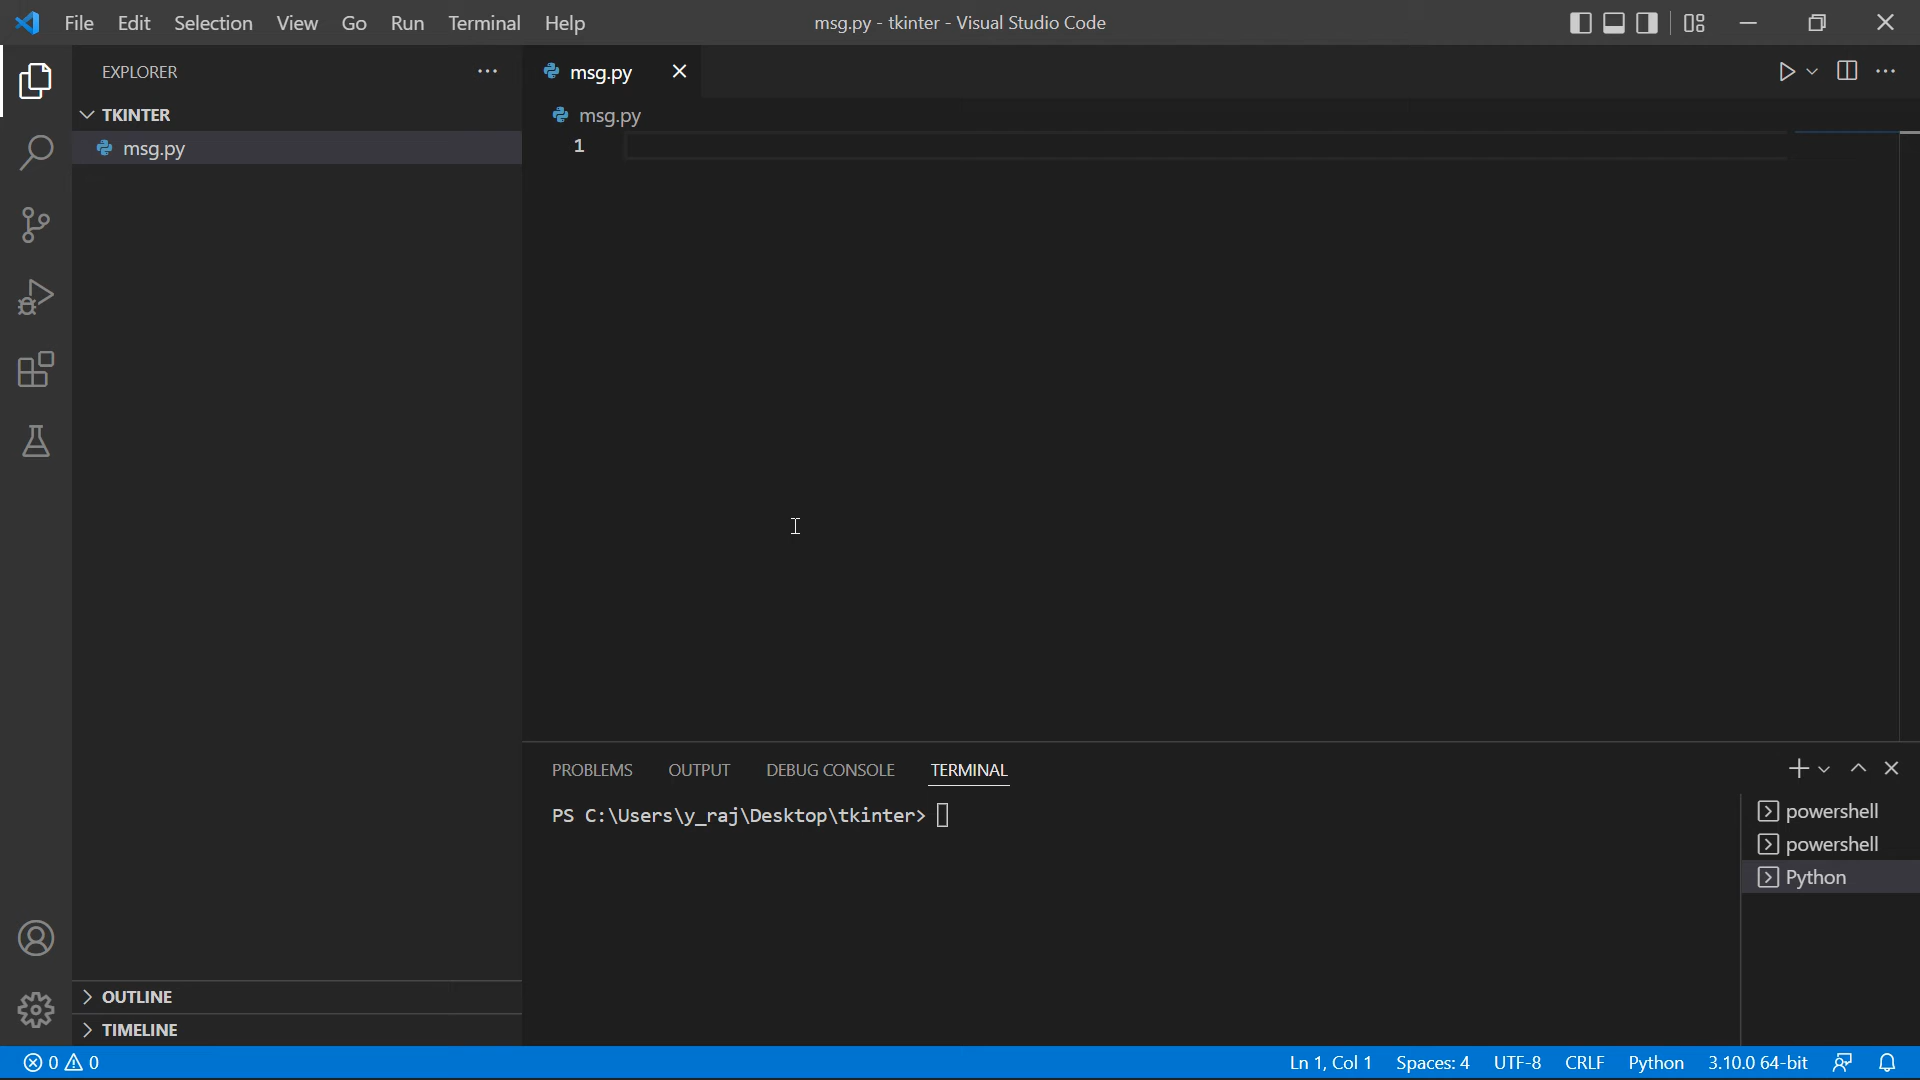 File Edit Selection View Go Run Terminal Help
msg.py - tkinter - Visual Studio Code
EXPLORER
TKINTER
msg.py
msg.py
msg.py
1
PROBLEMS OUTPUT DEBUG CONSOLE TERMINAL
PS C:\Users\y_raj\Desktop\tkinter>
powershell
powershell
Python
OUTLINE
TIMELINE
0 0
Ln 1, Col 1 Spaces: 4 UTF-8 CRLF Python 3.10.0 64-bit